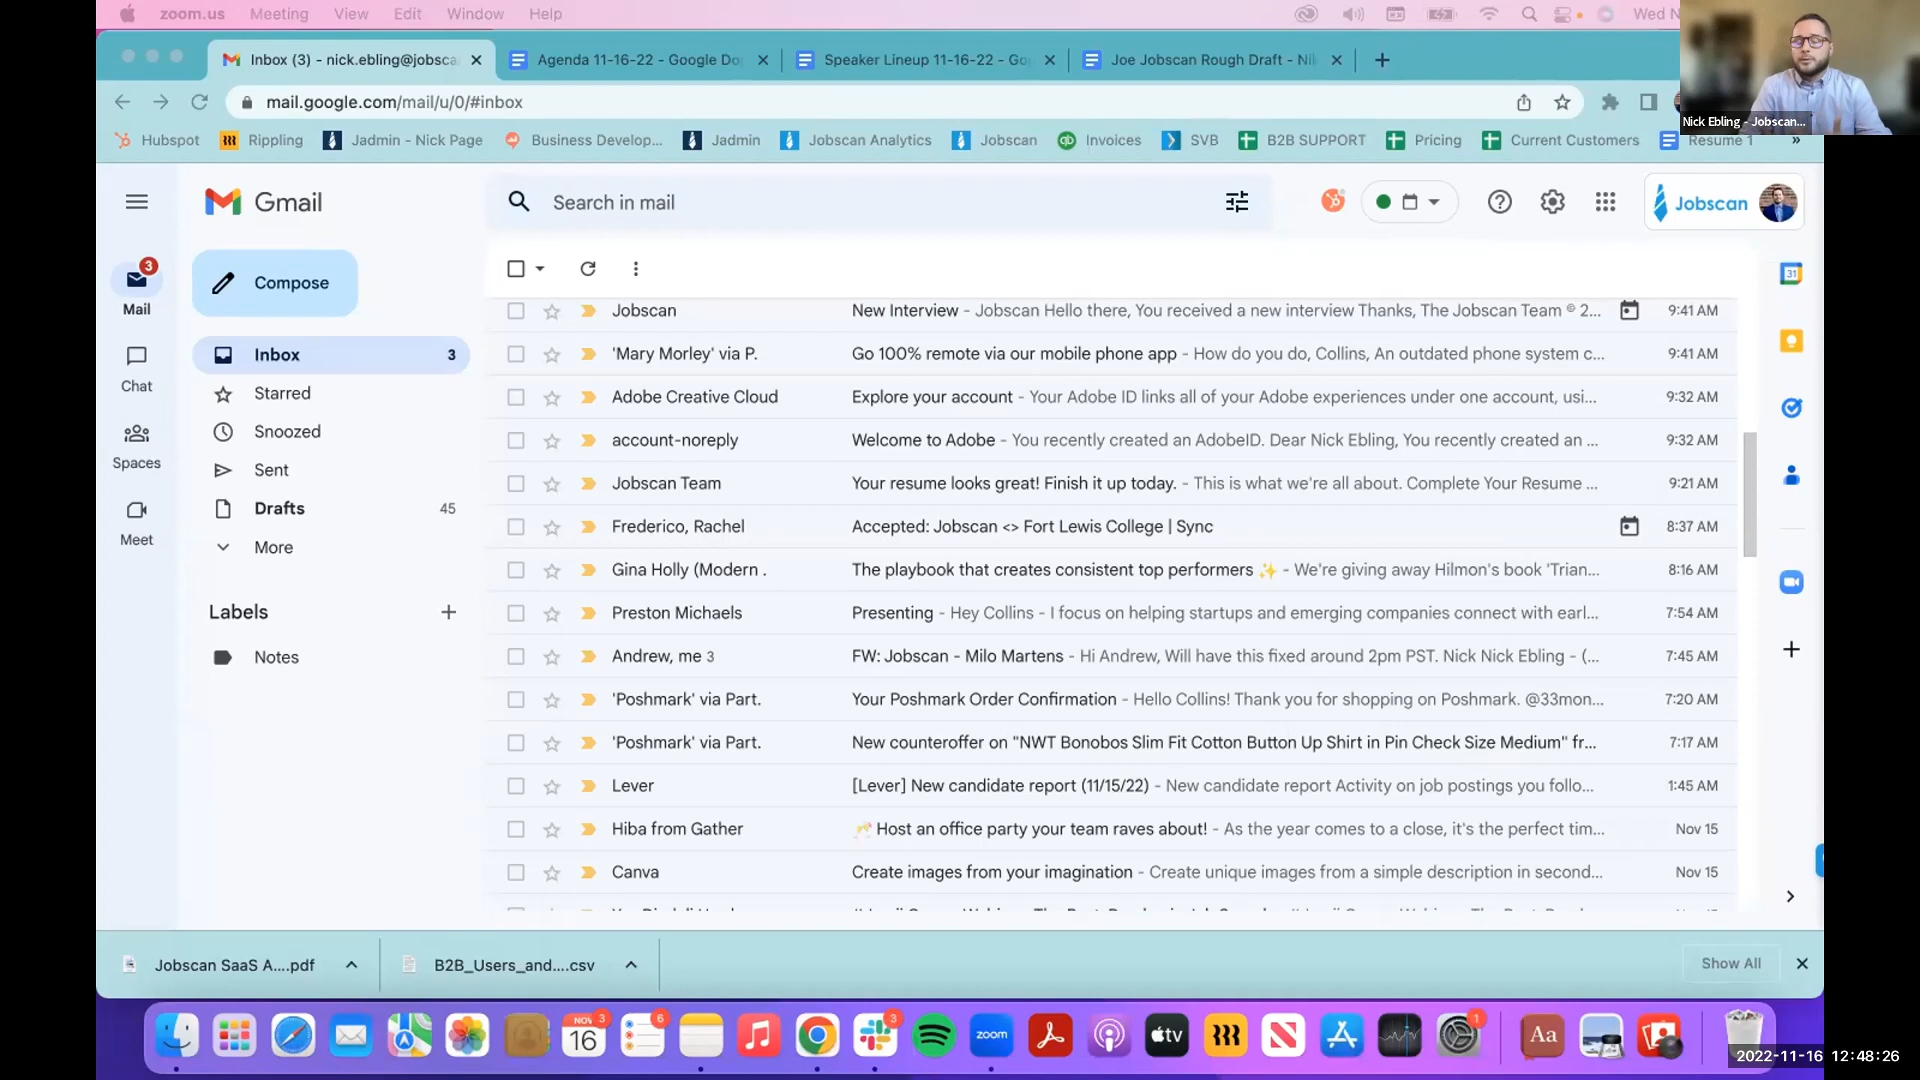 zoom.us Meeting View Edit Window Help Wed N
Inbox (3) - nick.ebling@jobsca Agenda 11-16-22 - Google Do Speaker Lineup 11-16-22 - Go Joe Jobscan Rough Draft - Ni
mail.google.com/mail/u/0/#inbox
Nick Ebling - Jobscan...
Hubspot Rippling Jadmin - Nick Page Business Develop... Jadmin Jobscan Analytics Jobscan Invoices SVB B2B SUPPORT Pricing Current Customers Resume 1 »
Gmail Search in mail Jobscan
3
Mail
Chat
Spaces
Meet
Compose
Inbox 3
Starred
Snoozed
Sent
Drafts 45
More
Labels
Notes
Jobscan New Interview - Jobscan Hello there, You received a new interview Thanks, The Jobscan Team © 2... 9:41 AM
'Mary Morley' via P. Go 100% remote via our mobile phone app - How do you do, Collins, An outdated phone system c... 9:41 AM
Adobe Creative Cloud Explore your account - Your Adobe ID links all of your Adobe experiences under one account, usi... 9:32 AM
account-noreply Welcome to Adobe - You recently created an AdobeID. Dear Nick Ebling, You recently created an ... 9:32 AM
Jobscan Team Your resume looks great! Finish it up today. - This is what we're all about. Complete Your Resume ... 9:21 AM
Frederico, Rachel Accepted: Jobscan <> Fort Lewis College | Sync 8:37 AM
Gina Holly (Modern . The playbook that creates consistent top performers ✨ - We're giving away Hilmon's book 'Trian... 8:16 AM
Preston Michaels Presenting - Hey Collins - I focus on helping startups and emerging companies connect with earl... 7:54 AM
Andrew, me 3 FW: Jobscan - Milo Martens - Hi Andrew, Will have this fixed around 2pm PST. Nick Nick Ebling - (... 7:45 AM
'Poshmark' via Part. Your Poshmark Order Confirmation - Hello Collins! Thank you for shopping on Poshmark. @33mon... 7:20 AM
'Poshmark' via Part. New counteroffer on "NWT Bonobos Slim Fit Cotton Button Up Shirt in Pin Check Size Medium" fr... 7:17 AM
Lever [Lever] New candidate report (11/15/22) - New candidate report Activity on job postings you follo... 1:45 AM
Hiba from Gather 🥂 Host an office party your team raves about! - As the year comes to a close, it's the perfect tim... Nov 15
Canva Create images from your imagination - Create unique images from a simple description in second... Nov 15
31
Jobscan SaaS A....pdf B2B_Users_and....csv Show All
NOV 3 16 6 3 zoom tv 1 Aa
2022-11-16 12:48:26